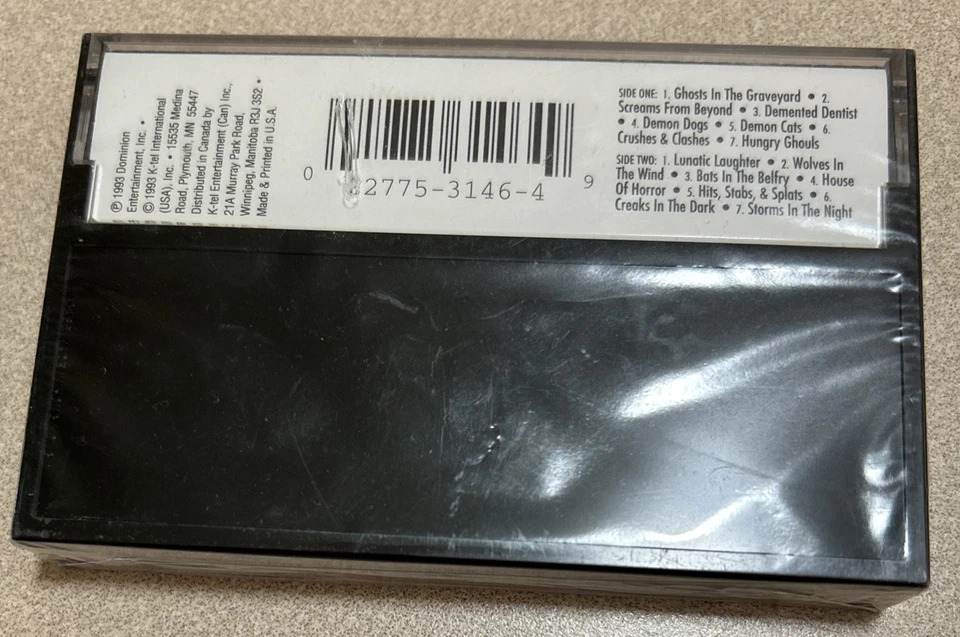 ℗ 1993 Dominion
Entertainment, Inc. •
© 1993 K-tel International
(USA), Inc. • 15535 Medina
Road, Plymouth, MN 55447
Distributed in Canada by
K-tel Entertainment (Can) Inc.,
21A Murray Park Road,
Winnipeg, Manitoba R3J 3S2 •
Made & Printed in U.S.A.
0 2775-3146-4 9
SIDE ONE: 1. Ghosts In The Graveyard • 2.
Screams From Beyond • 3. Demented Dentist
• 4. Demon Dogs • 5. Demon Cats • 6.
Crushes & Clashes • 7. Hungry Ghouls
SIDE TWO: 1. Lunatic Laughter • 2. Wolves In
The Wind • 3. Bats In The Belfry • 4. House
Of Horror • 5. Hits, Stabs, & Splats • 6.
Creaks In The Dark • 7. Storms In The Night